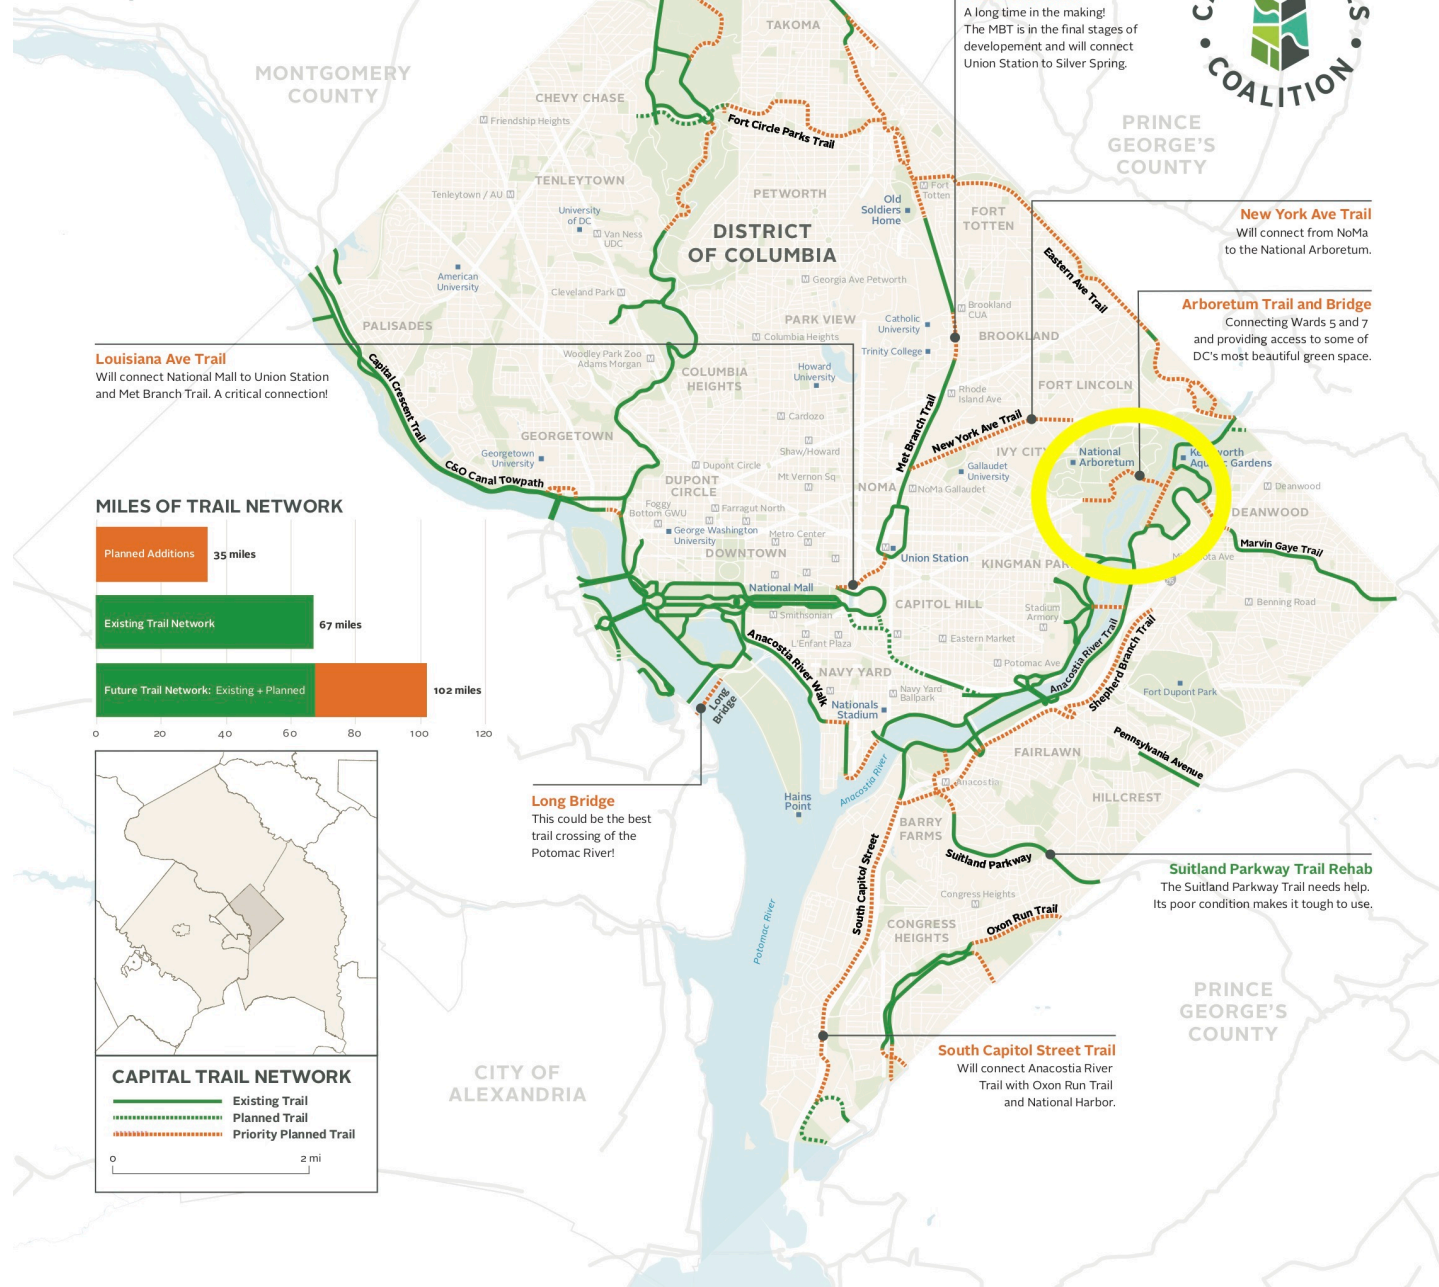 A long time in the making!
The MBT is in the final stages of
developement and will connect
Union Station to Silver Spring.
COALITION
MONTGOMERY
COUNTY
PRINCE
GEORGE'S
COUNTY
TAKOMA
CHEVY CHASE
Friendship Heights
Fort Circle Parks Trail
TENLEYTOWN
Tenleytown / AU
University
of DC
Van Ness
UDC
PETWORTH
Old
Soldiers
Home
Fort
Totten
FORT
TOTTEN
DISTRICT
OF COLUMBIA
American
University
Cleveland Park
Georgia Ave Petworth
Eastern Ave Trail
New York Ave Trail
Will connect from NoMa
to the National Arboretum.
Arboretum Trail and Bridge
Connecting Wards 5 and 7
and providing access to some of
DC's most beautiful green space.
PALISADES
PARK VIEW
Catholic
University
Brookland
CUA
BROOKLAND
Columbia Heights
Trinity College
Woodley Park Zoo
Adams Morgan
COLUMBIA
HEIGHTS
Howard
University
Rhode
Island Ave
FORT LINCOLN
Louisiana Ave Trail
Will connect National Mall to Union Station
and Met Branch Trail. A critical connection!
Capital Crescent Trail
GEORGETOWN
Georgetown
University
C&O Canal Towpath
Cardozo
Shaw/Howard
Met Branch Trail
New York Ave Trail
IVY CITY
National
Arboretum
Kenilworth
Aquatic Gardens
Dupont Circle
Mt Vernon Sq
DUPONT
CIRCLE
Gallaudet
University
NOMA
NoMa Gallaudet
Deanwood
DEANWOOD
Foggy
Bottom GWU
Farragut North
George Washington
University
Metro Center
DOWNTOWN
Union Station
KINGMAN PARK
Minnesota Ave
Marvin Gaye Trail
National Mall
Smithsonian
L'Enfant Plaza
CAPITOL HILL
Stadium
Armory
Eastern Market
Potomac Ave
Benning Road
Anacostia River Walk
NAVY YARD
Navy Yard
Ballpark
Nationals
Stadium
Anacostia River Trail
Shepherd Branch Trail
Fort Dupont Park
Long
Bridge
Anacostia River
FAIRLAWN
Pennsylvania Avenue
Anacostia
HILLCREST
Hains
Point
BARRY
FARMS
Suitland Parkway
MILES OF TRAIL NETWORK
Planned Additions
35 miles
Existing Trail Network
67 miles
Future Trail Network: Existing + Planned
102 miles
0 20 40 60 80 100 120
Long Bridge
This could be the best
trail crossing of the
Potomac River!
South Capitol Street
Congress Heights
CONGRESS
HEIGHTS
Oxon Run Trail
Potomac River
Suitland Parkway Trail Rehab
The Suitland Parkway Trail needs help.
Its poor condition makes it tough to use.
PRINCE
GEORGE'S
COUNTY
South Capitol Street Trail
Will connect Anacostia River
Trail with Oxon Run Trail
and National Harbor.
CITY OF
ALEXANDRIA
CAPITAL TRAIL NETWORK
Existing Trail
Planned Trail
Priority Planned Trail
0 2 mi